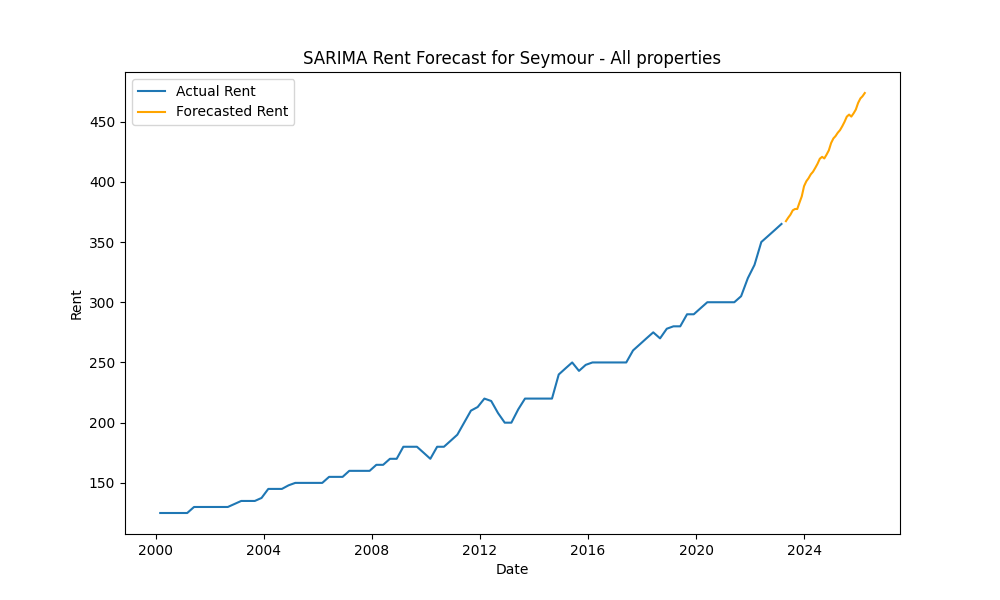 SARIMA Rent Forecast for Seymour - All properties
Actual Rent
Forecasted Rent
450
400
350
300
250
200
150
Rent
2000 2004 2008 2012 2016 2020 2024
Date